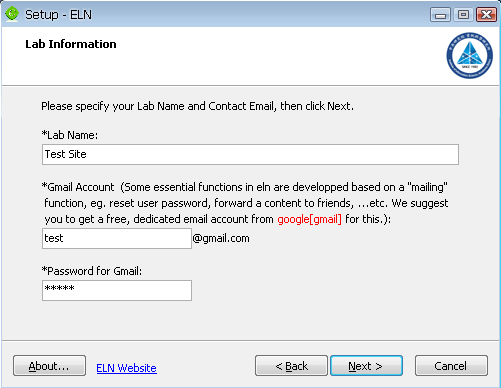 Setup - ELN
Lab Information
Please specify your Lab Name and Contact Email, then click Next.
*Lab Name:
Test Site
*Gmail Account  (Some essential functions in eln are developped based on a "mailing"
function, eg. reset user password, forward a content to friends, ...etc. We suggest
you to get a free, dedicated email account from google[gmail] for this.):
test @gmail.com
*Password for Gmail:
*****
About... ELN Website < Back Next > Cancel